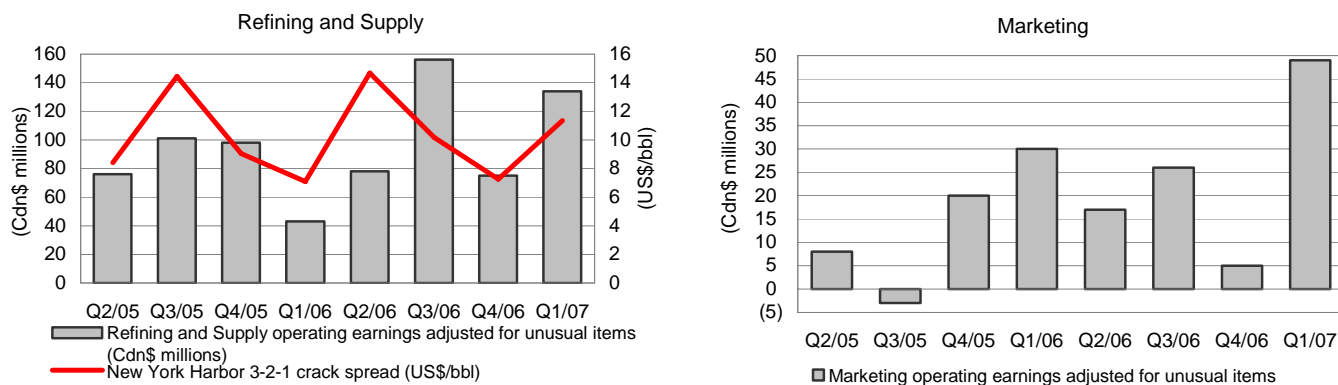 Refining and Supply
160
140
120
100
80
60
40
20
0
(Cdn$ millions)
16
14
12
10
8
6
4
2
0
(US$/bbl)
Q2/05 Q3/05 Q4/05 Q1/06 Q2/06 Q3/06 Q4/06 Q1/07
Refining and Supply operating earnings adjusted for unusual items
(Cdn$ millions)
New York Harbor 3-2-1 crack spread (US$/bbl)
Marketing
50
45
40
35
30
25
20
15
10
5
0
(5)
(Cdn$ millions)
Q2/05 Q3/05 Q4/05 Q1/06 Q2/06 Q3/06 Q4/06 Q1/07
Marketing operating earnings adjusted for unusual items